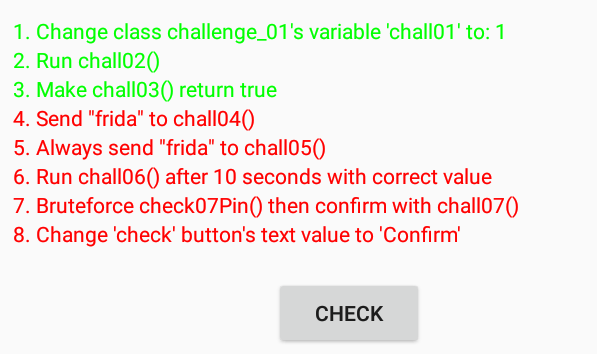 1. Change class challenge_01's variable 'chall01' to: 1
2. Run chall02()
3. Make chall03() return true
4. Send "frida" to chall04()
5. Always send "frida" to chall05()
6. Run chall06() after 10 seconds with correct value
7. Bruteforce check07Pin() then confirm with chall07()
8. Change 'check' button's text value to 'Confirm'
CHECK